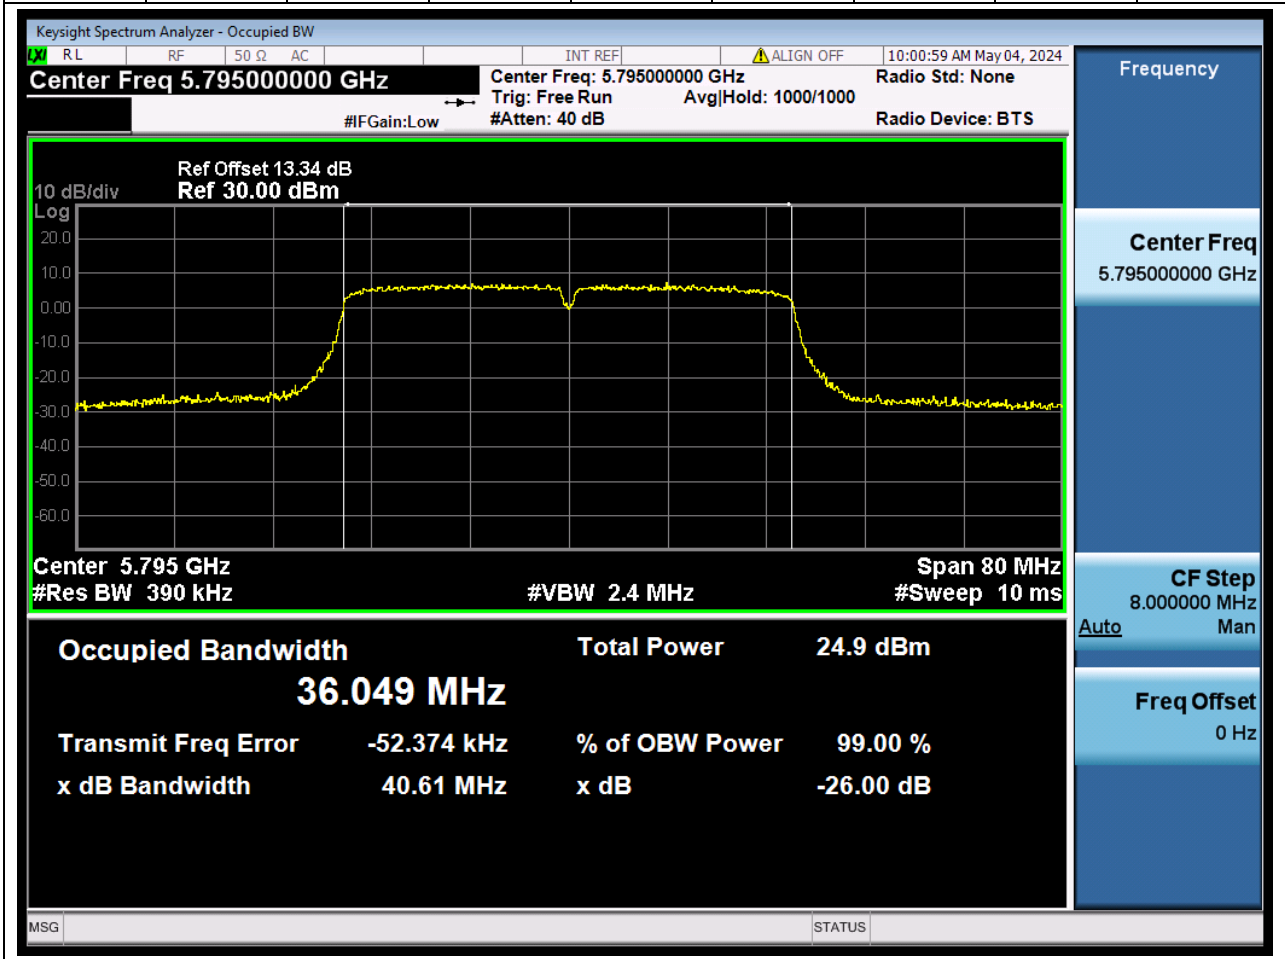 Keysight Spectrum Analyzer - Occupied BW
LXI RL RF 50 Ω AC INT REF ALIGN OFF 10:00:59 AM May 04, 2024
Center Freq 5.795000000 GHz
Center Freq: 5.795000000 GHz
Radio Std: None
Trig: Free Run Avg|Hold: 1000/1000
#IFGain:Low
#Atten: 40 dB
Radio Device: BTS
Ref Offset 13.34 dB
10 dB/div Ref 30.00 dBm
Log
20.0
10.0
0.00
-10.0
-20.0
-30.0
-40.0
-50.0
-60.0
Center 5.795 GHz Span 80 MHz
#Res BW 390 kHz #VBW 2.4 MHz #Sweep 10 ms
Occupied Bandwidth Total Power 24.9 dBm
36.049 MHz
Transmit Freq Error -52.374 kHz % of OBW Power 99.00 %
x dB Bandwidth 40.61 MHz x dB -26.00 dB
MSG STATUS
Frequency
Center Freq
5.795000000 GHz
CF Step
8.000000 MHz
Auto Man
Freq Offset
0 Hz